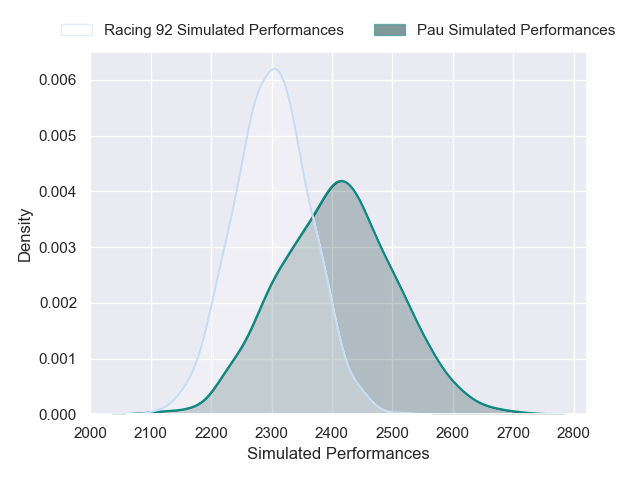 Racing 92 Simulated Performances Pau Simulated Performances
0.006
0.005
0.004
0.003
0.002
0.001
0.000
Density
2000 2100 2200 2300 2400 2500 2600 2700 2800
Simulated Performances